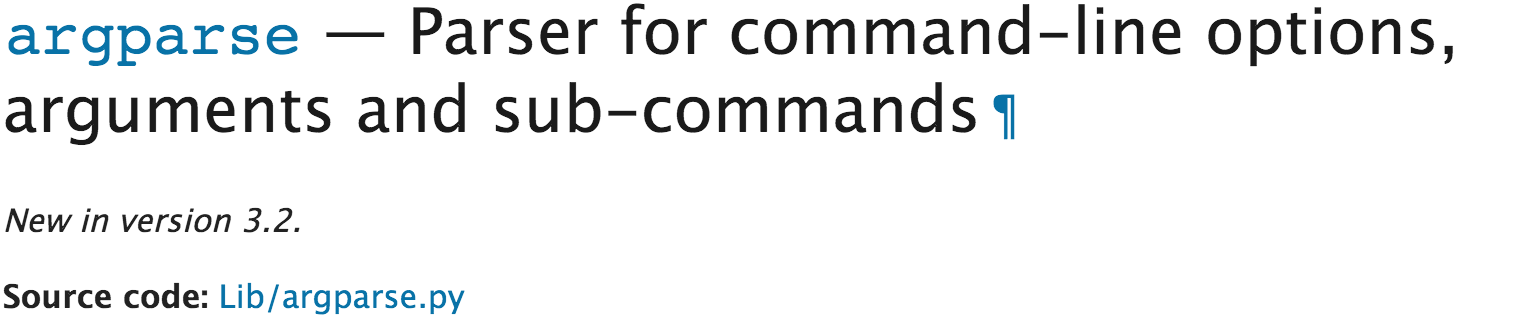 argparse — Parser for command-line options,
arguments and sub-commands ¶
New in version 3.2.
Source code: Lib/argparse.py